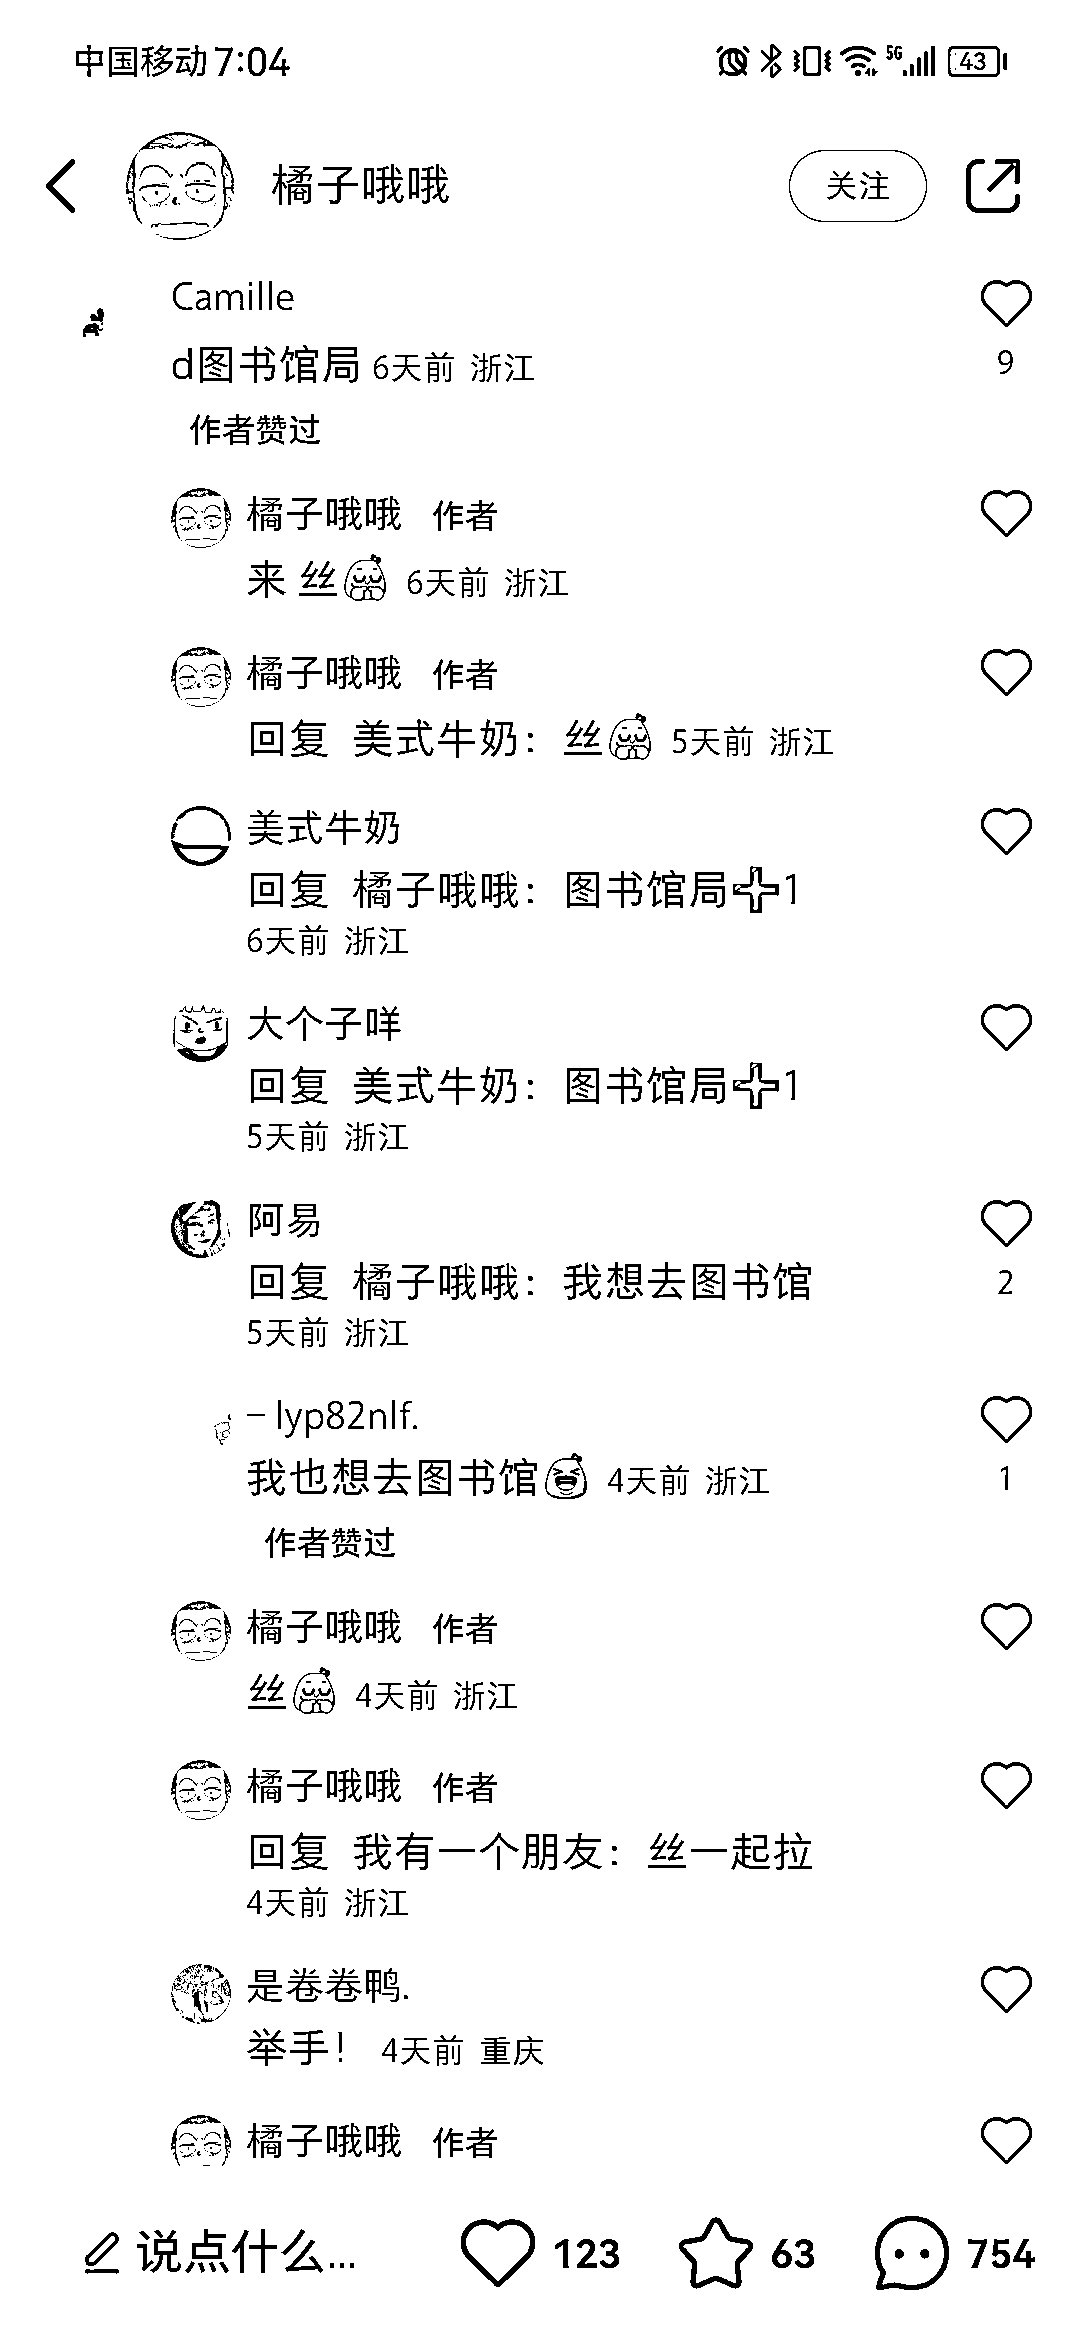 中国移动 7:04 5G 43
橘子哦哦 关注
Camille
d图书馆局 6天前 浙江
9
作者赞过
橘子哦哦 作者
来 丝 6天前 浙江
橘子哦哦 作者
回复 美式牛奶：丝 5天前 浙江
美式牛奶
回复 橘子哦哦：图书馆局➕1
6天前 浙江
大个子咩
回复 美式牛奶：图书馆局➕1
5天前 浙江
阿易
回复 橘子哦哦：我想去图书馆
2
5天前 浙江
– lyp82nlf.
我也想去图书馆 4天前 浙江
1
作者赞过
橘子哦哦 作者
丝 4天前 浙江
橘子哦哦 作者
回复 我有一个朋友：丝一起拉
4天前 浙江
是卷卷鸭.
举手！ 4天前 重庆
橘子哦哦 作者
说点什么... 123 63 754